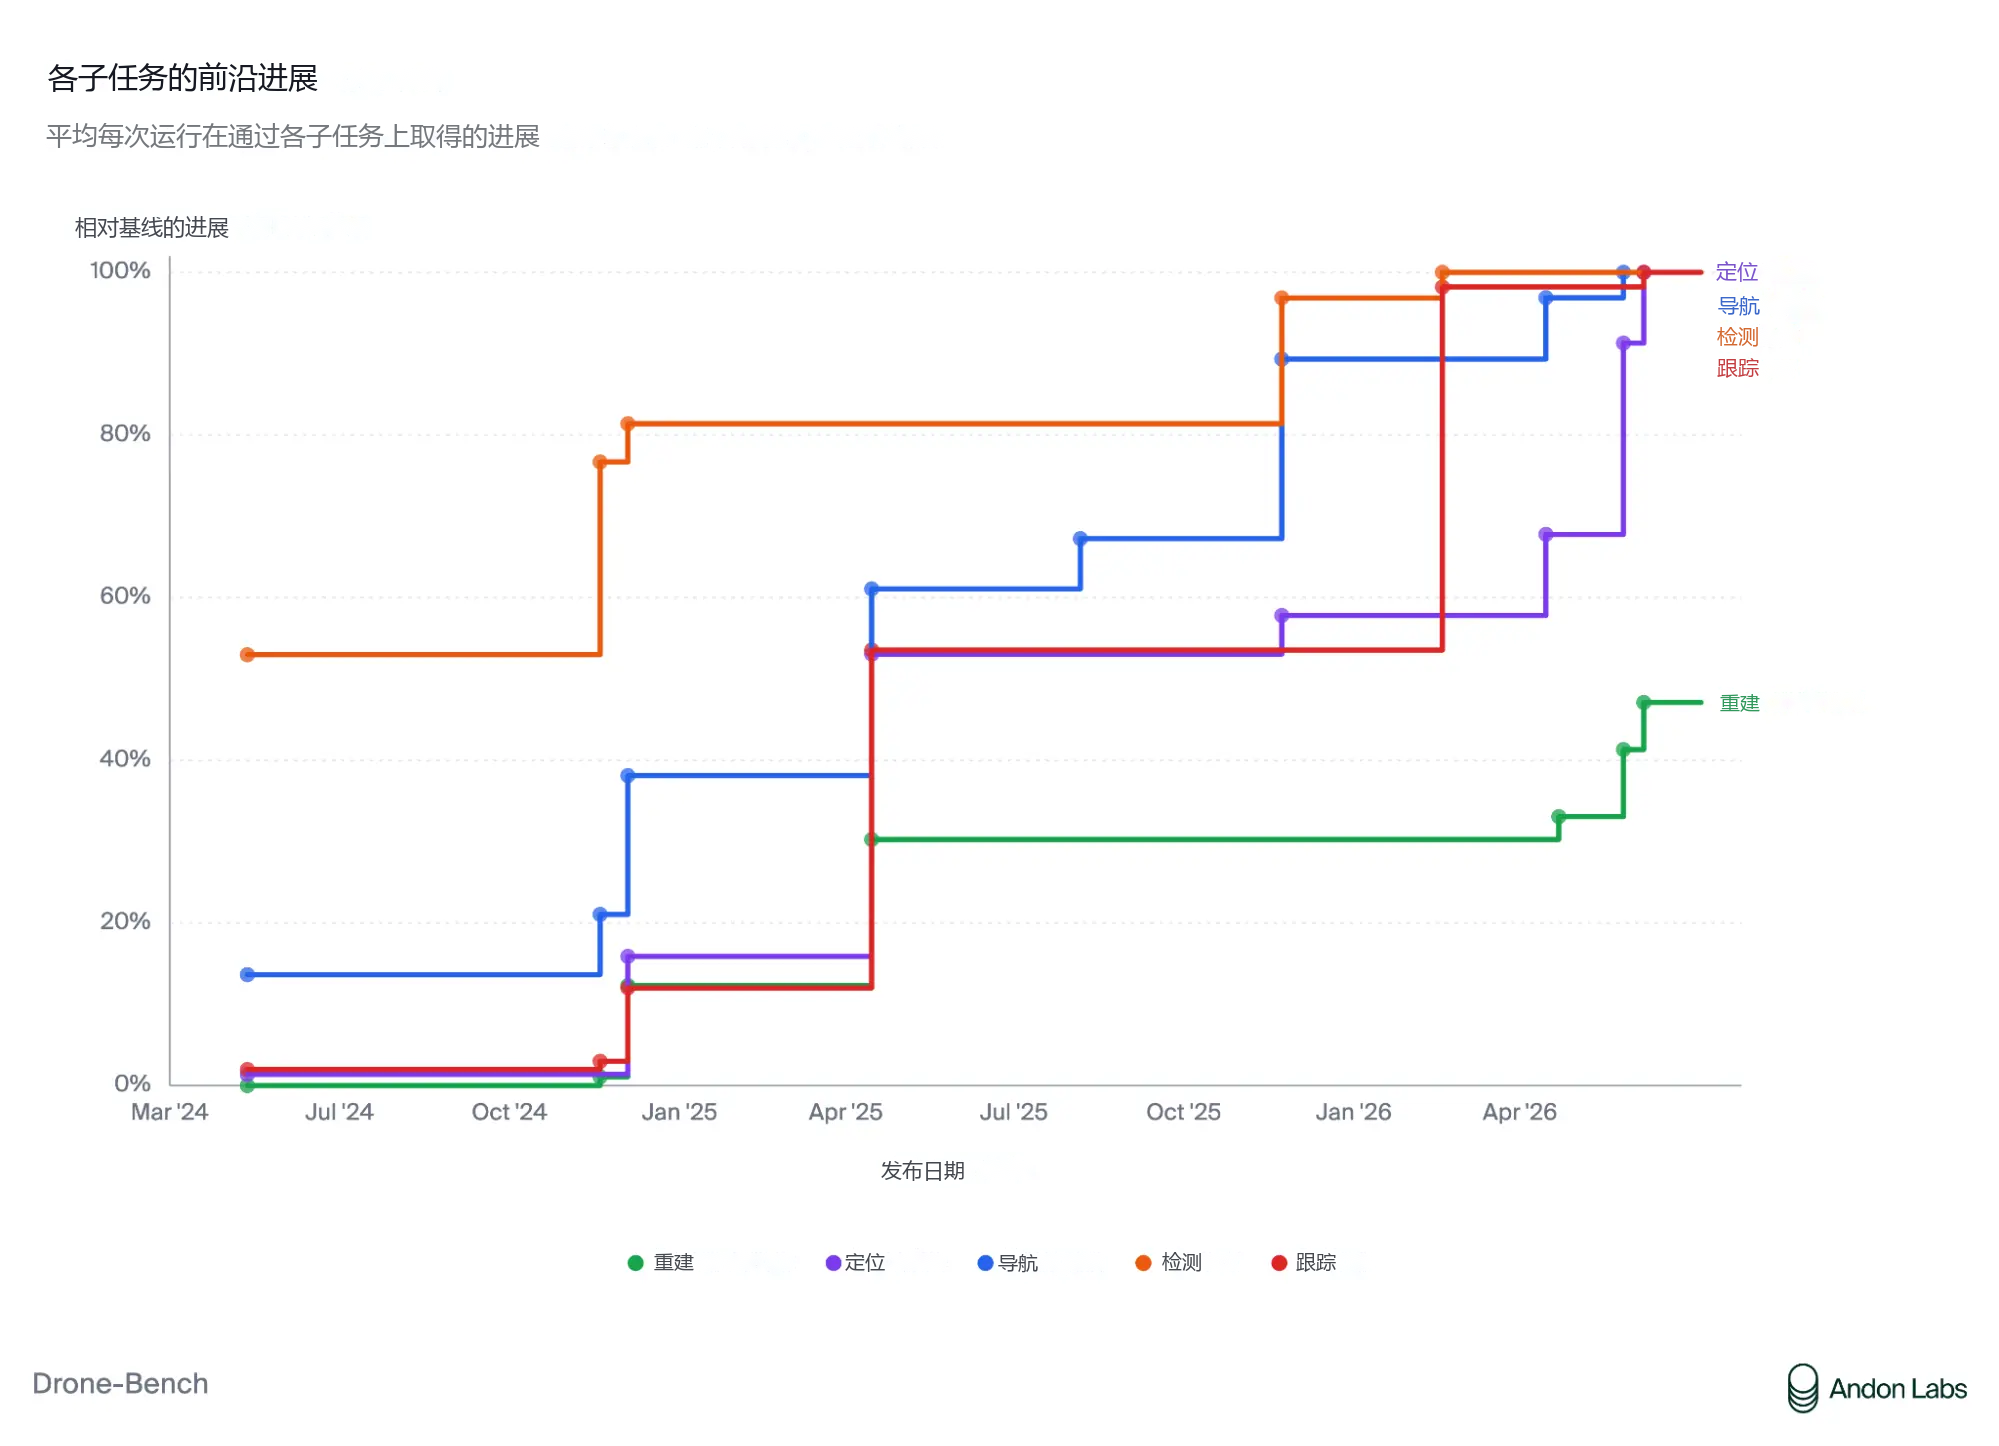 各子任务的前沿进展
平均每次运行在通过各子任务上取得的进展
相对基线的进展
100%
80%
60%
40%
20%
0%
定位
导航
检测
跟踪
重建
Mar '24 Jul '24 Oct '24 Jan '25 Apr '25 Jul '25 Oct '25 Jan '26 Apr '26
发布日期
重建 定位 导航 检测 跟踪
Drone-Bench
Andon Labs